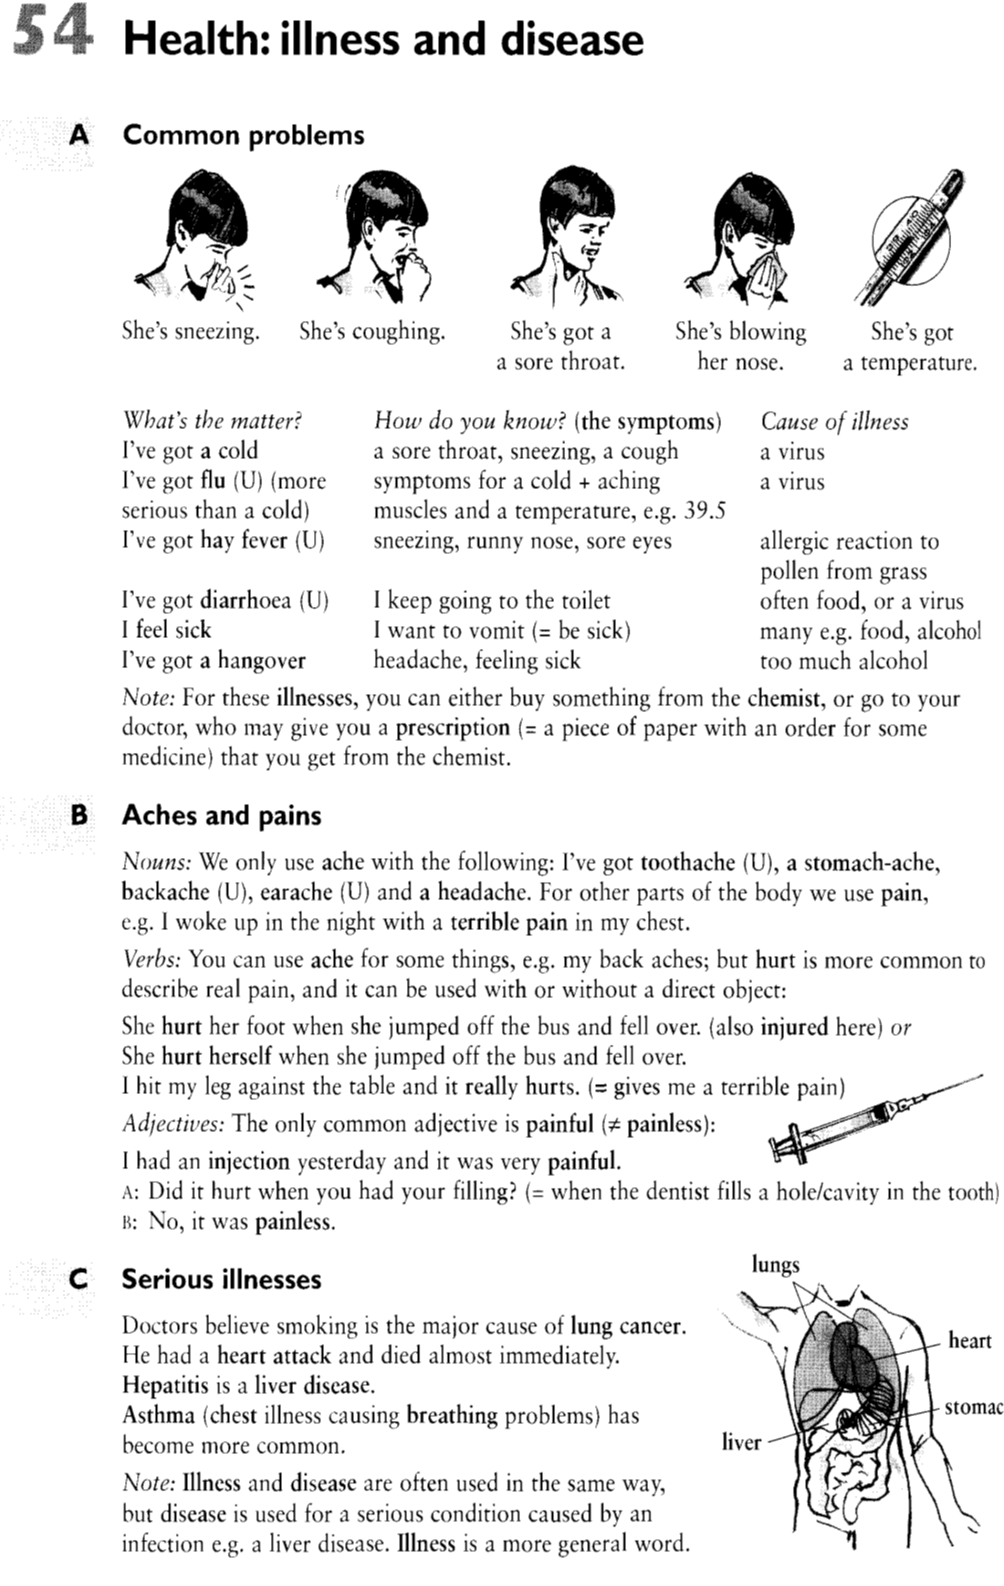 54 Health: illness and disease
A Common problems
She's sneezing. She's coughing. She's got a She's blowing She's got
a sore throat. her nose. a temperature.
What's the matter? How do you know? (the symptoms) Cause of illness
I've got a cold a sore throat, sneezing, a cough a virus
I've got flu (U) (more symptoms for a cold + aching a virus
serious than a cold) muscles and a temperature, e.g. 39.5
I've got hay fever (U) sneezing, runny nose, sore eyes allergic reaction to
pollen from grass
I've got diarrhoea (U) I keep going to the toilet often food, or a virus
I feel sick I want to vomit (= be sick) many e.g. food, alcohol
I've got a hangover headache, feeling sick too much alcohol
Note: For these illnesses, you can either buy something from the chemist, or go to your
doctor, who may give you a prescription (= a piece of paper with an order for some
medicine) that you get from the chemist.
B Aches and pains
Nouns: We only use ache with the following: I've got toothache (U), a stomach-ache,
backache (U), earache (U) and a headache. For other parts of the body we use pain,
e.g. I woke up in the night with a terrible pain in my chest.
Verbs: You can use ache for some things, e.g. my back aches; but hurt is more common to
describe real pain, and it can be used with or without a direct object:
She hurt her foot when she jumped off the bus and fell over. (also injured here) or
She hurt herself when she jumped off the bus and fell over.
I hit my leg against the table and it really hurts. (= gives me a terrible pain)
Adjectives: The only common adjective is painful (≠ painless):
I had an injection yesterday and it was very painful.
A: Did it hurt when you had your filling? (= when the dentist fills a hole/cavity in the tooth)
B: No, it was painless.
C Serious illnesses
Doctors believe smoking is the major cause of lung cancer.
He had a heart attack and died almost immediately.
Hepatitis is a liver disease.
Asthma (chest illness causing breathing problems) has
become more common.
Note: Illness and disease are often used in the same way,
but disease is used for a serious condition caused by an
infection e.g. a liver disease. Illness is a more general word.
lungs
heart
stomac
liver